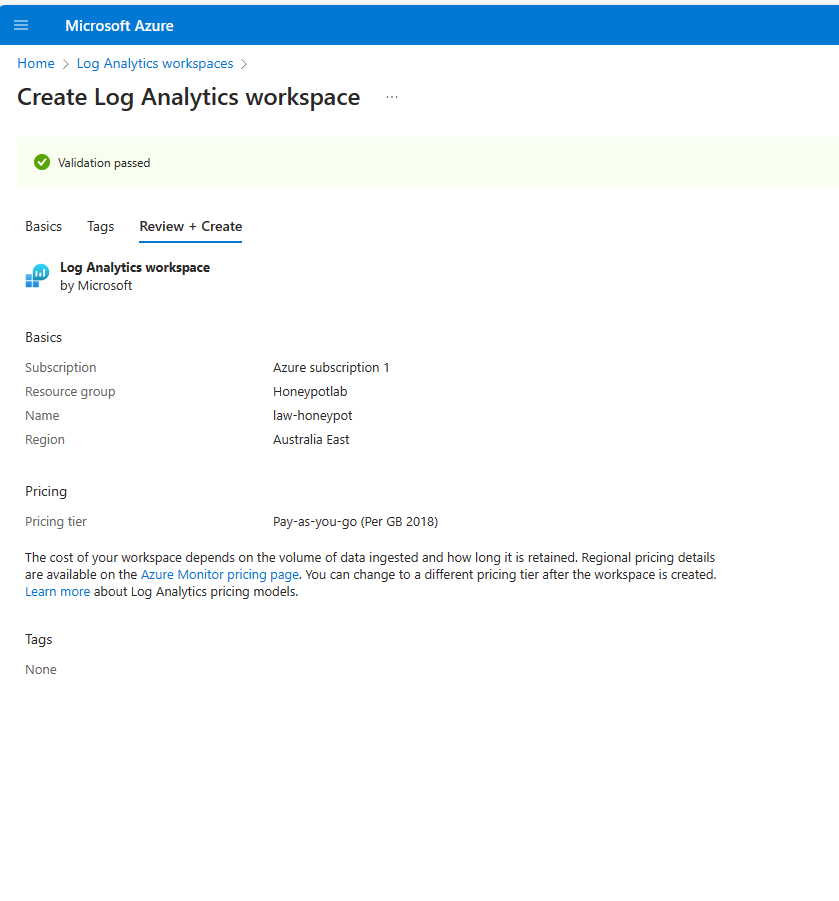 Microsoft Azure
Home > Log Analytics workspaces >
Create Log Analytics workspace ...
Validation passed
Basics Tags Review + Create
Log Analytics workspace
by Microsoft
Basics
Subscription Azure subscription 1
Resource group Honeypotlab
Name law-honeypot
Region Australia East
Pricing
Pricing tier Pay-as-you-go (Per GB 2018)
The cost of your workspace depends on the volume of data ingested and how long it is retained. Regional pricing details
are available on the Azure Monitor pricing page. You can change to a different pricing tier after the workspace is created.
Learn more about Log Analytics pricing models.
Tags
None